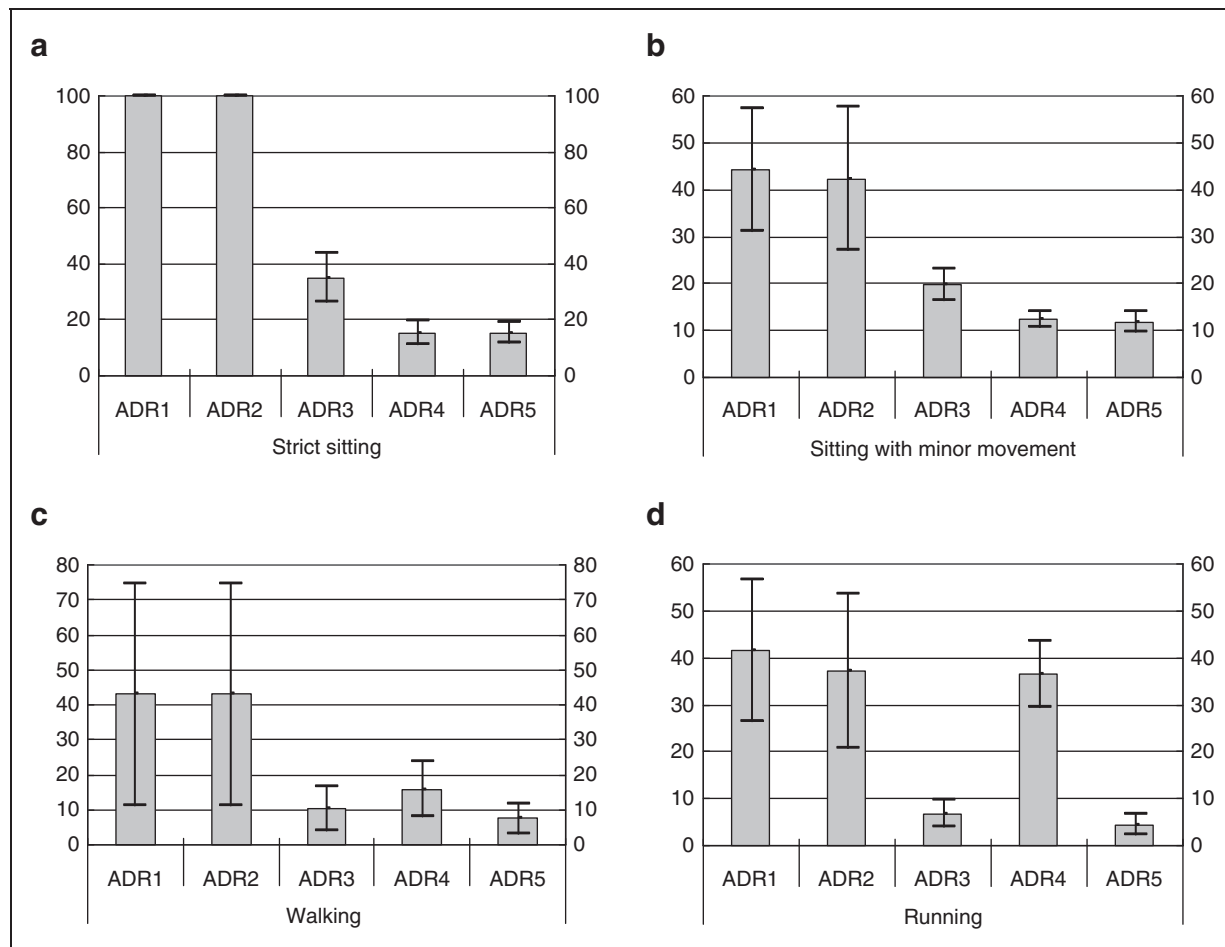 a
100 100
80 80
60 60
40 40
20 20
0 0
ADR1 ADR2 ADR3 ADR4 ADR5
Strict sitting
b
60 60
50 50
40 40
30 30
20 20
10 10
0 0
ADR1 ADR2 ADR3 ADR4 ADR5
Sitting with minor movement
c
80 80
70 70
60 60
50 50
40 40
30 30
20 20
10 10
0 0
ADR1 ADR2 ADR3 ADR4 ADR5
Walking
d
60 60
50 50
40 40
30 30
20 20
10 10
0 0
ADR1 ADR2 ADR3 ADR4 ADR5
Running